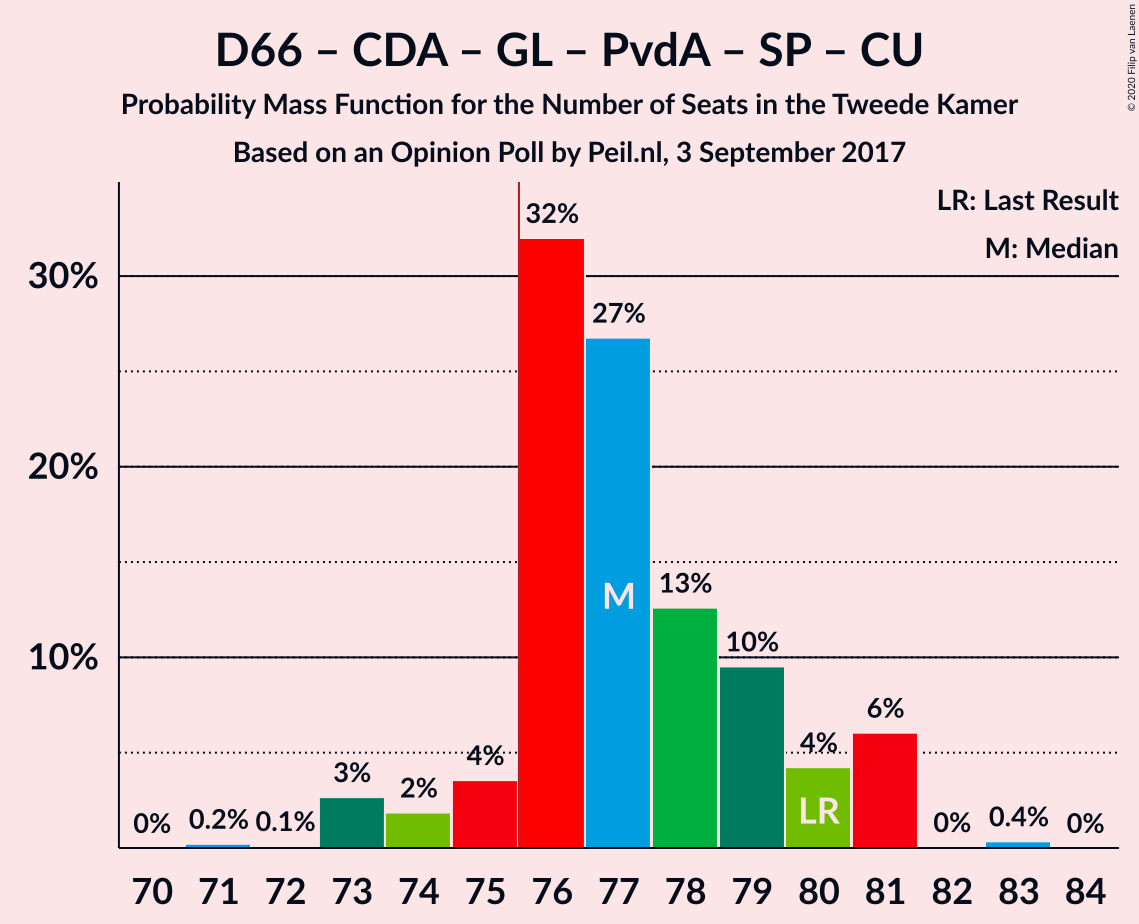 D66 – CDA – GL – PvdA – SP – CU
Probability Mass Function for the Number of Seats in the Tweede Kamer
Based on an Opinion Poll by Peil.nl, 3 September 2017
© 2020 Filip van Laenen
LR: Last Result
M: Median
30%
20%
10%
0%
0.2%
0.1%
3%
2%
4%
32%
27%
13%
10%
4%
6%
0%
0.4%
0%
M
LR
70 71 72 73 74 75 76 77 78 79 80 81 82 83 84